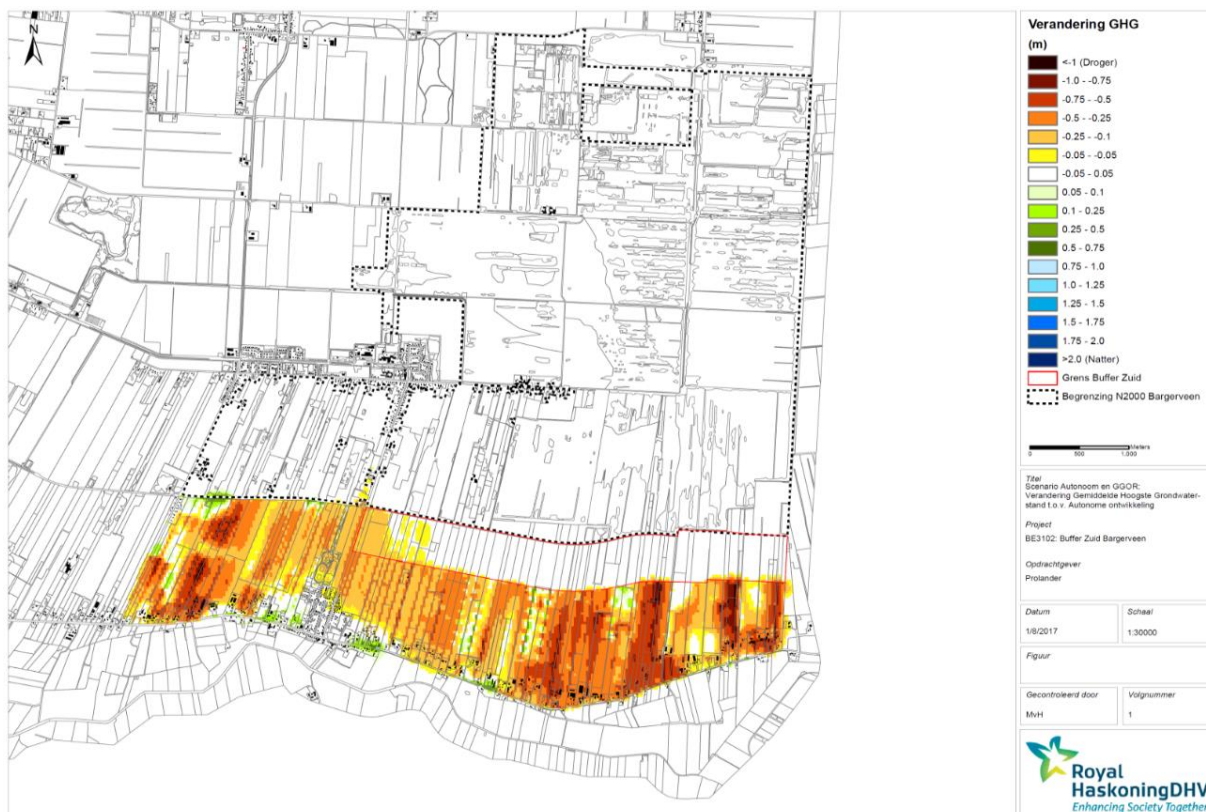 N
Verandering GHG
(m)
<-1 (Droger)
-1.0 - -0.75
-0.75 - -0.5
-0.5 - -0.25
-0.25 - -0.1
-0.05 - -0.05
-0.05 - 0.05
0.05 - 0.1
0.1 - 0.25
0.25 - 0.5
0.5 - 0.75
0.75 - 1.0
1.0 - 1.25
1.25 - 1.5
1.5 - 1.75
1.75 - 2.0
>2.0 (Natter)
Grens Buffer Zuid
Begrenzing N2000 Bargerveen
Meters
0 500 1.000
Titel
Scenario Autonoom en GGOR:
Verandering Gemiddelde Hoogste Grondwater-
stand t.o.v. Autonome ontwikkeling
Project
BE3102: Buffer Zuid Bargerveen
Opdrachtgever
Prolander
Datum Schaal
1/8/2017 1:30000
Figuur
Gecontroleerd door Volgnummer
MvH 1
Royal
HaskoningDHV
Enhancing Society Together